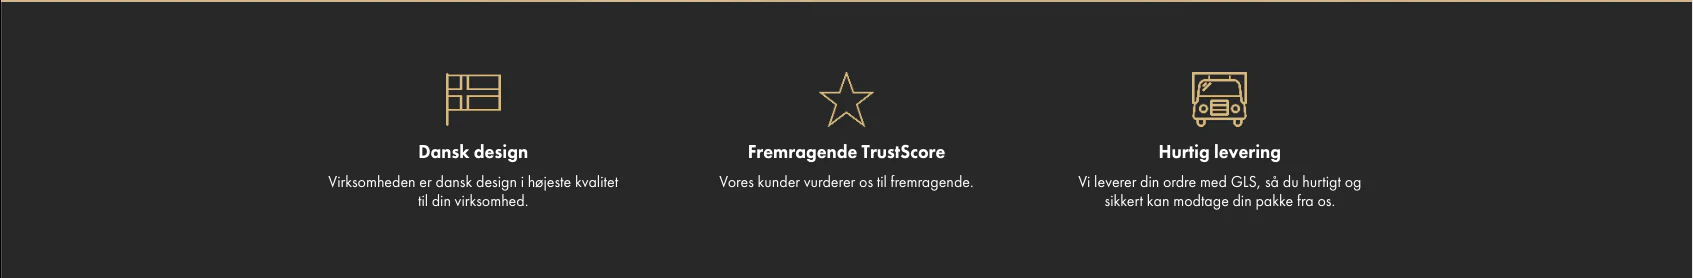 Dansk design
Virksomheden er dansk design i højeste kvalitet
til din virksomhed.
Fremragende TrustScore
Vores kunder vurderer os til fremragende.
Hurtig levering
Vi leverer din ordre med GLS, så du hurtigt og
sikkert kan modtage din pakke fra os.